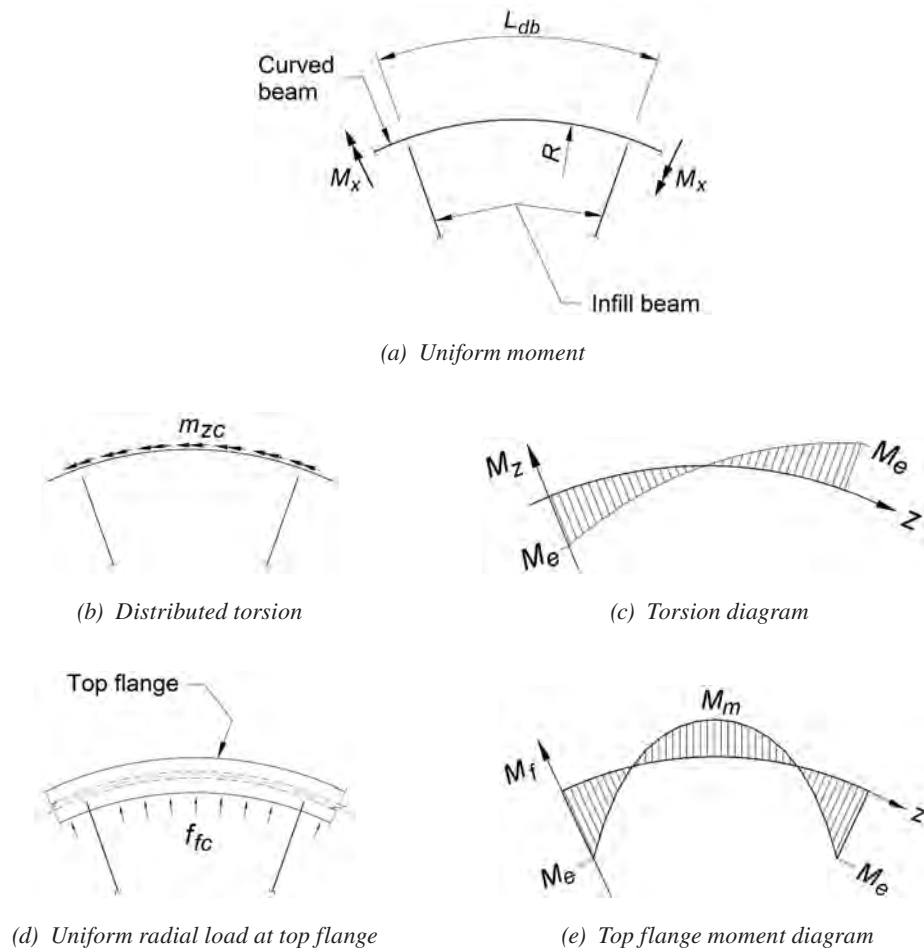 L_db
Curved
beam
R
M_x
M_x
Infill beam
(a) Uniform moment
m_zc
M_z
M_e
z
M_e
(b) Distributed torsion
(c) Torsion diagram
Top flange
M_m
M_f
f_fc
z
M_e
M_e
(d) Uniform radial load at top flange
(e) Top flange moment diagram